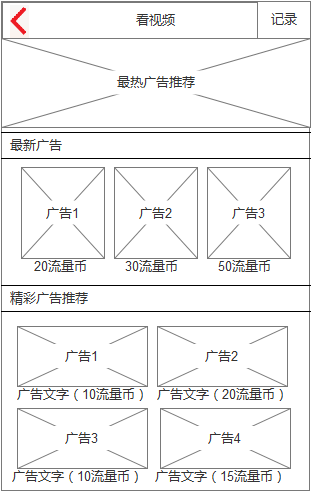 看视频 记录
最热广告推荐
最新广告
广告1 广告2 广告3
20流量币 30流量币 50流量币
精彩广告推荐
广告1 广告2
广告文字（10流量币） 广告文字（20流量币）
广告3 广告4
广告文字（10流量币） 广告文字（15流量币）